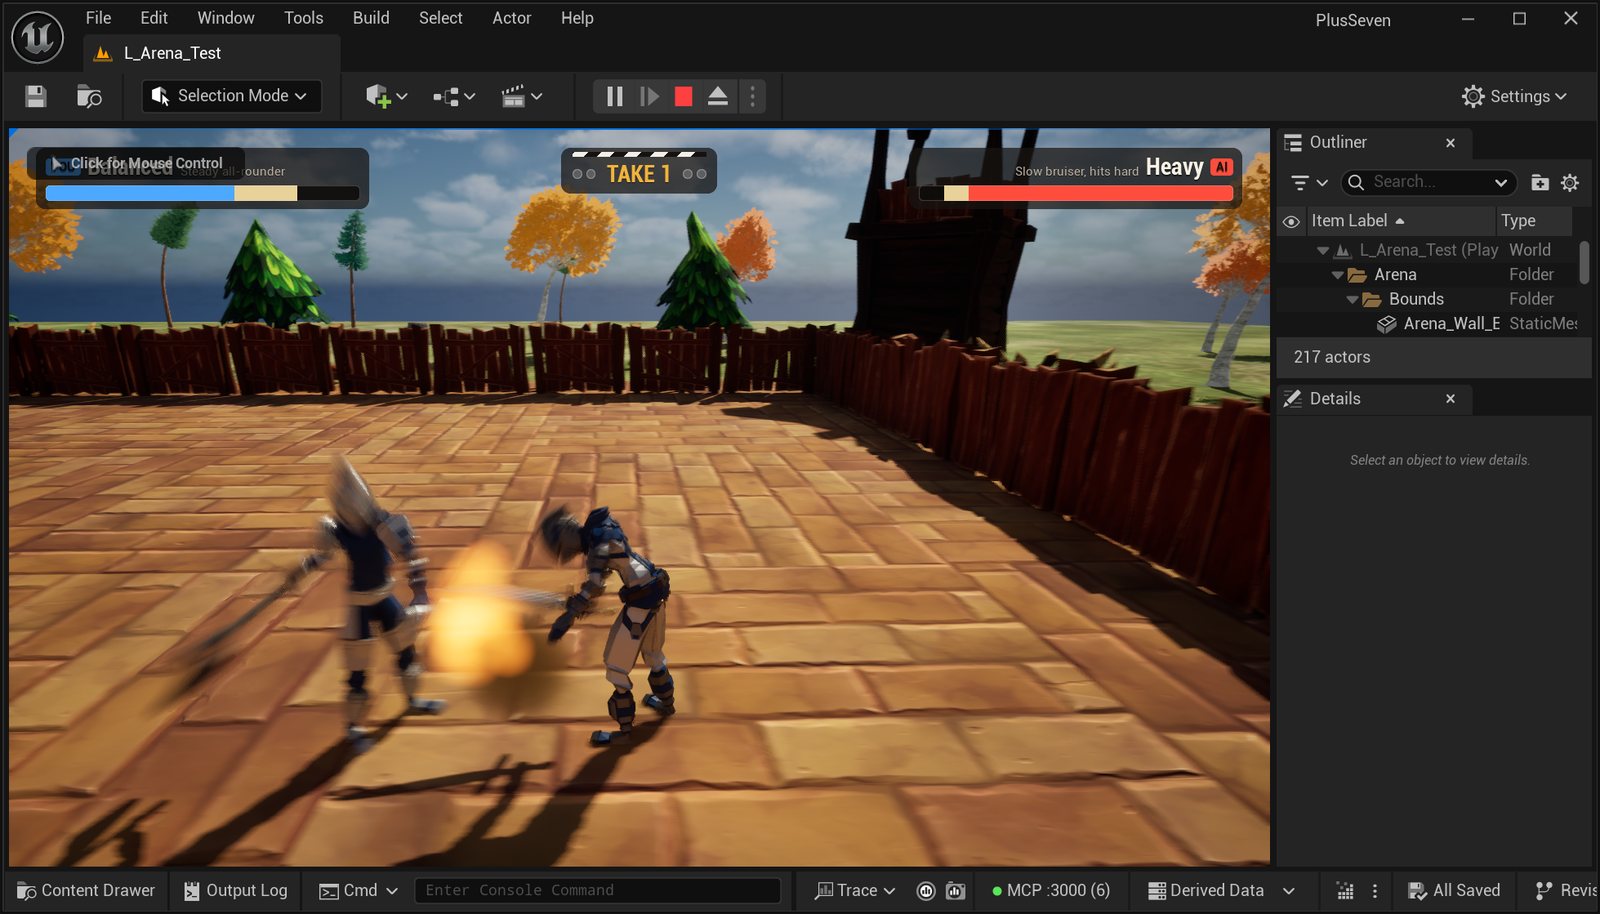 File Edit Window Tools Build Select Actor Help
PlusSeven
L_Arena_Test
Selection Mode
Settings
Click for Mouse Control
Balanced Steady all-rounder
TAKE 1
Slow bruiser, hits hard Heavy AI
Outliner
Search...
Item Label Type
L_Arena_Test (Play World
Arena Folder
Bounds Folder
Arena_Wall_E StaticMes
217 actors
Details
Select an object to view details.
Content Drawer Output Log Cmd Enter Console Command Trace MCP :3000 (6) Derived Data All Saved Revis